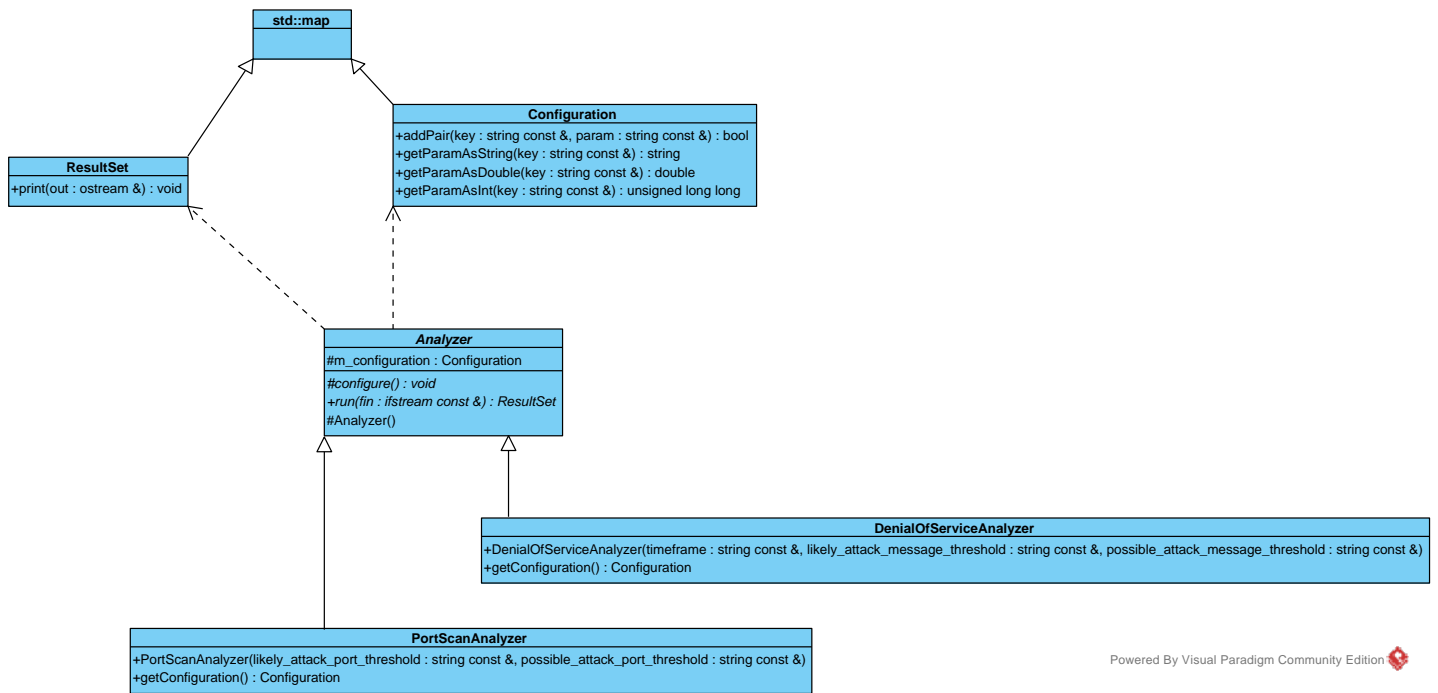 std::map
Configuration
+addPair(key : string const &, param : string const &) : bool
+getParamAsString(key : string const &) : string
+getParamAsDouble(key : string const &) : double
+getParamAsInt(key : string const &) : unsigned long long
ResultSet
+print(out : ostream &) : void
Analyzer
#m_configuration : Configuration
#configure() : void
+run(fin : ifstream const &) : ResultSet
#Analyzer()
DenialOfServiceAnalyzer
+DenialOfServiceAnalyzer(timeframe : string const &, likely_attack_message_threshold : string const &, possible_attack_message_threshold : string const &)
+getConfiguration() : Configuration
PortScanAnalyzer
+PortScanAnalyzer(likely_attack_port_threshold : string const &, possible_attack_port_threshold : string const &)
+getConfiguration() : Configuration
Powered By Visual Paradigm Community Edition